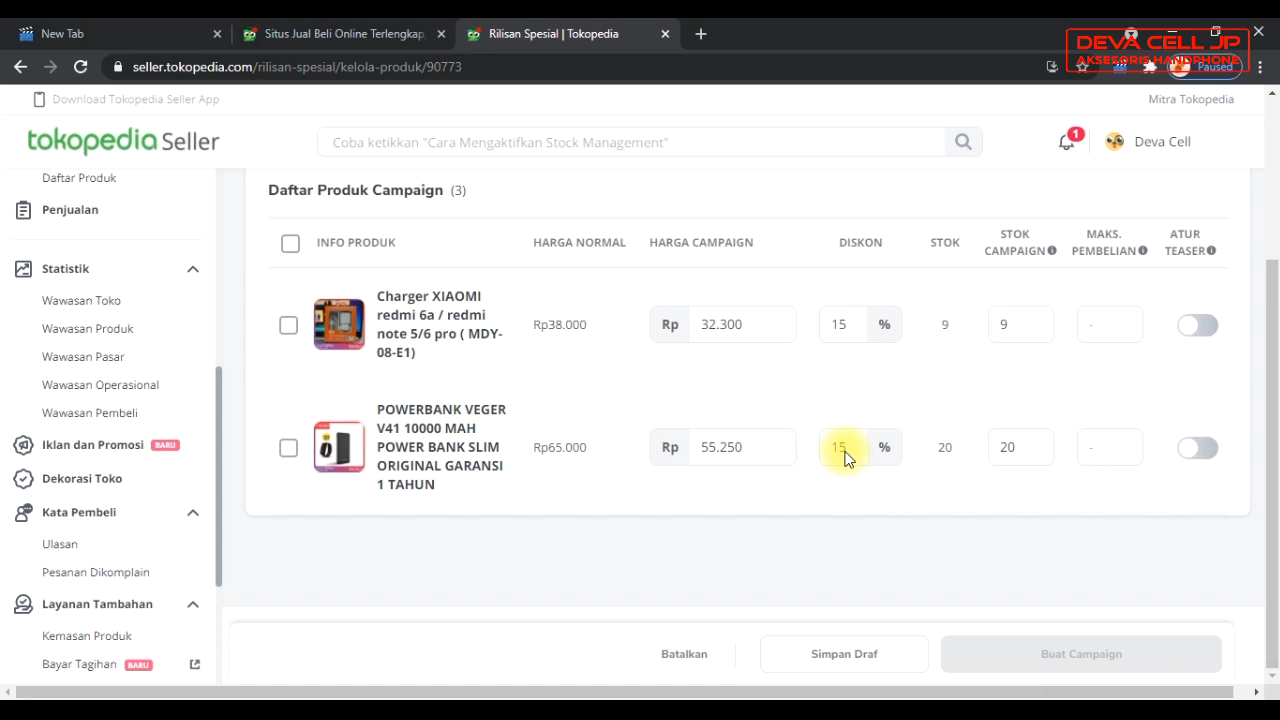 New Tab
Situs Jual Beli Online Terlengkap,
Rilisan Spesial | Tokopedia
DEVA CELL JP
AKSESORIS HANDPHONE
seller.tokopedia.com/rilisan-spesial/kelola-produk/90773
Paused
Download Tokopedia Seller App
Mitra Tokopedia
tokopedia Seller
Coba ketikkan "Cara Mengaktifkan Stock Management"
1
Deva Cell
Daftar Produk
Penjualan
Statistik
Wawasan Toko
Wawasan Produk
Wawasan Pasar
Wawasan Operasional
Wawasan Pembeli
Iklan dan Promosi BARU
Dekorasi Toko
Kata Pembeli
Ulasan
Pesanan Dikomplain
Layanan Tambahan
Kemasan Produk
Bayar Tagihan BARU
Daftar Produk Campaign (3)
INFO PRODUK HARGA NORMAL HARGA CAMPAIGN DISKON STOK STOK CAMPAIGN MAKS. PEMBELIAN ATUR TEASER
Charger XIAOMI
redmi 6a / redmi
note 5/6 pro ( MDY-
08-E1)
Rp38.000 Rp 32.300 15 % 9 9 -
POWERBANK VEGER
V41 10000 MAH
POWER BANK SLIM
ORIGINAL GARANSI
1 TAHUN
Rp65.000 Rp 55.250 15 % 20 20 -
Batalkan Simpan Draf Buat Campaign